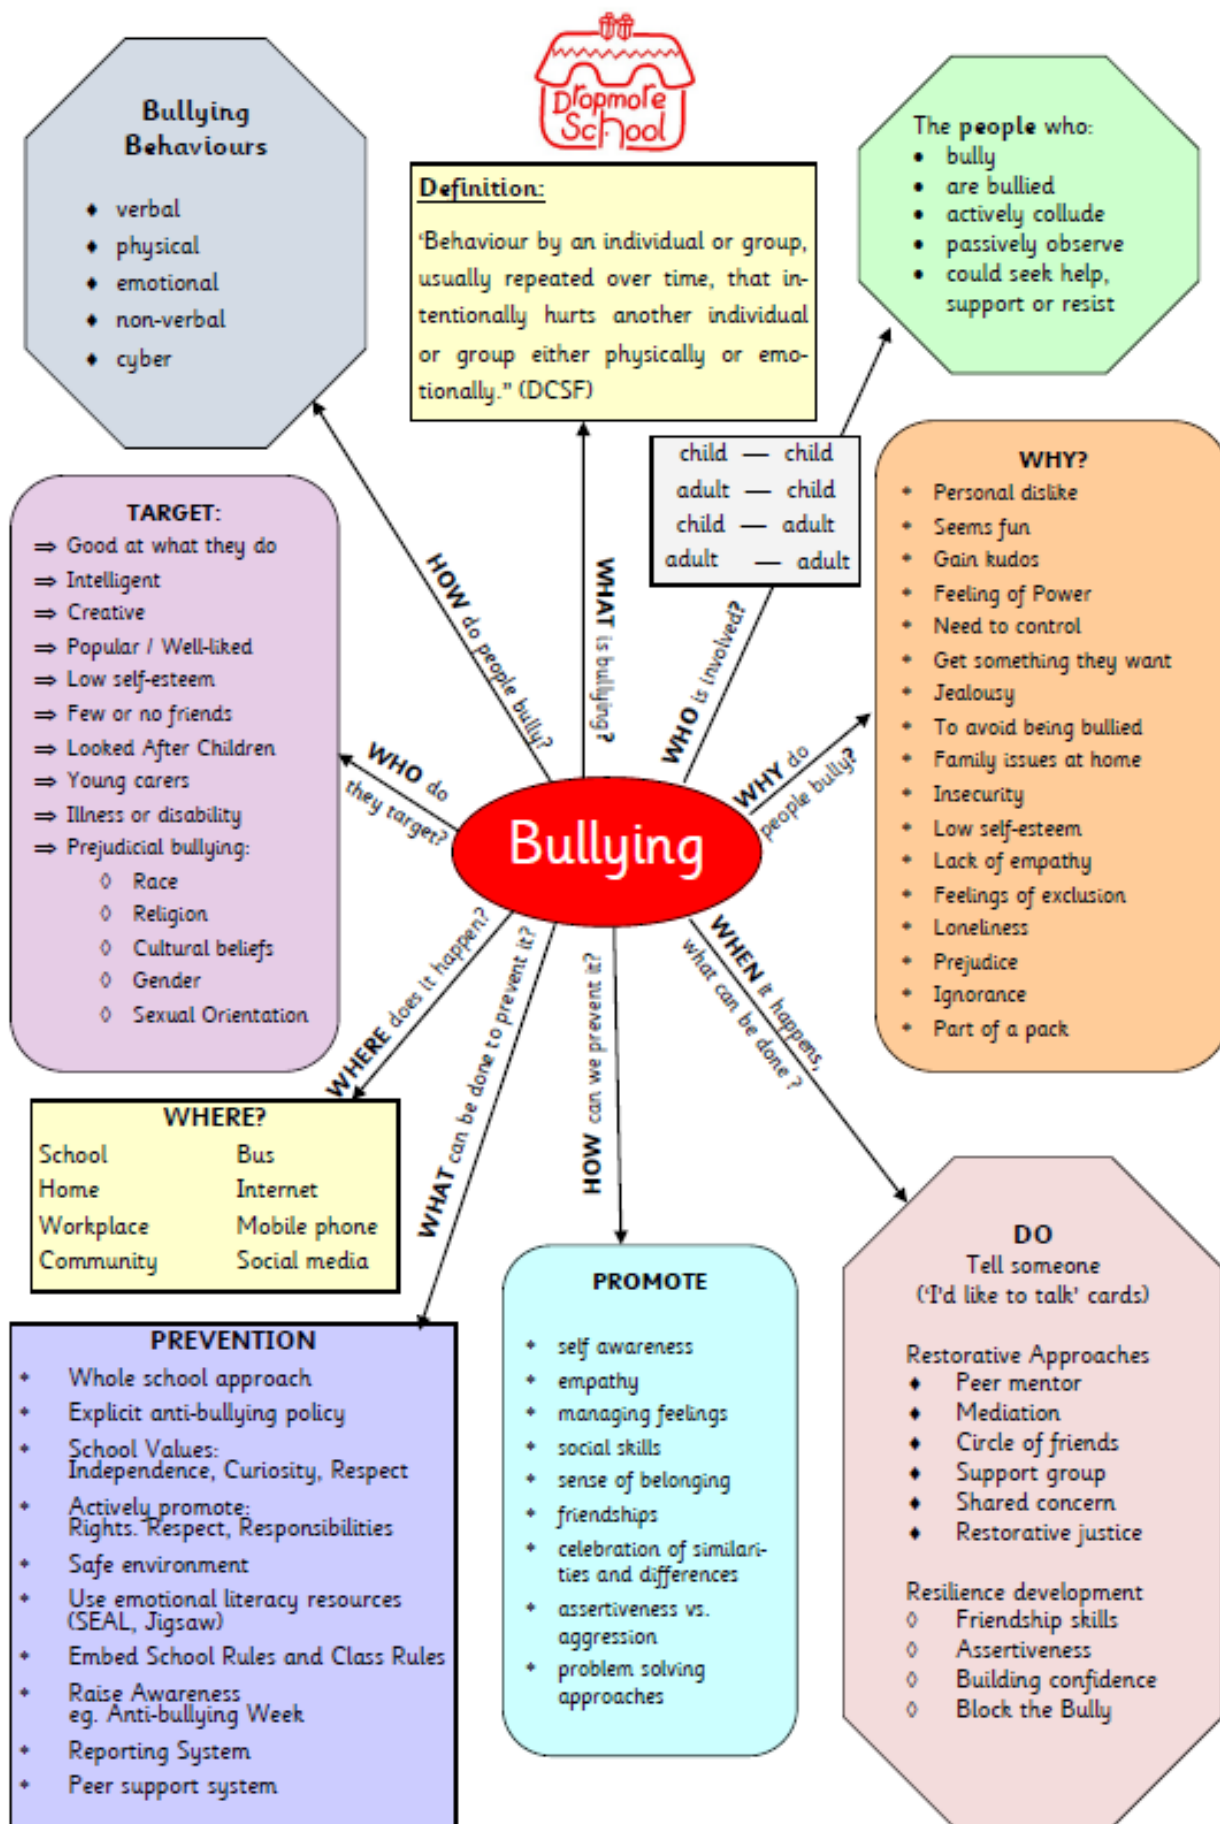 Dropmore
School
Bullying
Behaviours
♦ verbal
♦ physical
♦ emotional
♦ non-verbal
♦ cyber
Definition:
‘Behaviour by an individual or group,
usually repeated over time, that in-
tentionally hurts another individual
or group either physically or emo-
tionally.” (DCSF)
The people who:
• bully
• are bullied
• actively collude
• passively observe
• could seek help,
support or resist
child — child
adult — child
child — adult
adult — adult
TARGET:
⇒ Good at what they do
⇒ Intelligent
⇒ Creative
⇒ Popular / Well-liked
⇒ Low self-esteem
⇒ Few or no friends
⇒ Looked After Children
⇒ Young carers
⇒ Illness or disability
⇒ Prejudicial bullying:
◊ Race
◊ Religion
◊ Cultural beliefs
◊ Gender
◊ Sexual Orientation
WHY?
* Personal dislike
* Seems fun
* Gain kudos
* Feeling of Power
* Need to control
* Get something they want
* Jealousy
* To avoid being bullied
* Family issues at home
* Insecurity
* Low self-esteem
* Lack of empathy
* Feelings of exclusion
* Loneliness
* Prejudice
* Ignorance
* Part of a pack
HOW do people bully?
WHAT is bullying?
WHO is involved?
WHY do
people bully?
WHO do
they target?
Bullying
WHERE does it happen?
WHAT can be done to prevent it?
HOW can we prevent it?
WHEN it happens,
what can be done ?
WHERE?
School Bus
Home Internet
Workplace Mobile phone
Community Social media
PREVENTION
* Whole school approach
* Explicit anti-bullying policy
* School Values:
Independence, Curiosity, Respect
* Actively promote:
Rights. Respect, Responsibilities
* Safe environment
* Use emotional literacy resources
(SEAL, Jigsaw)
* Embed School Rules and Class Rules
* Raise Awareness
eg. Anti-bullying Week
* Reporting System
* Peer support system
PROMOTE
* self awareness
* empathy
* managing feelings
* social skills
* sense of belonging
* friendships
* celebration of similari-
ties and differences
* assertiveness vs.
aggression
* problem solving
approaches
DO
Tell someone
(‘I’d like to talk’ cards)
Restorative Approaches
♦ Peer mentor
♦ Mediation
♦ Circle of friends
♦ Support group
♦ Shared concern
♦ Restorative justice
Resilience development
◊ Friendship skills
◊ Assertiveness
◊ Building confidence
◊ Block the Bully